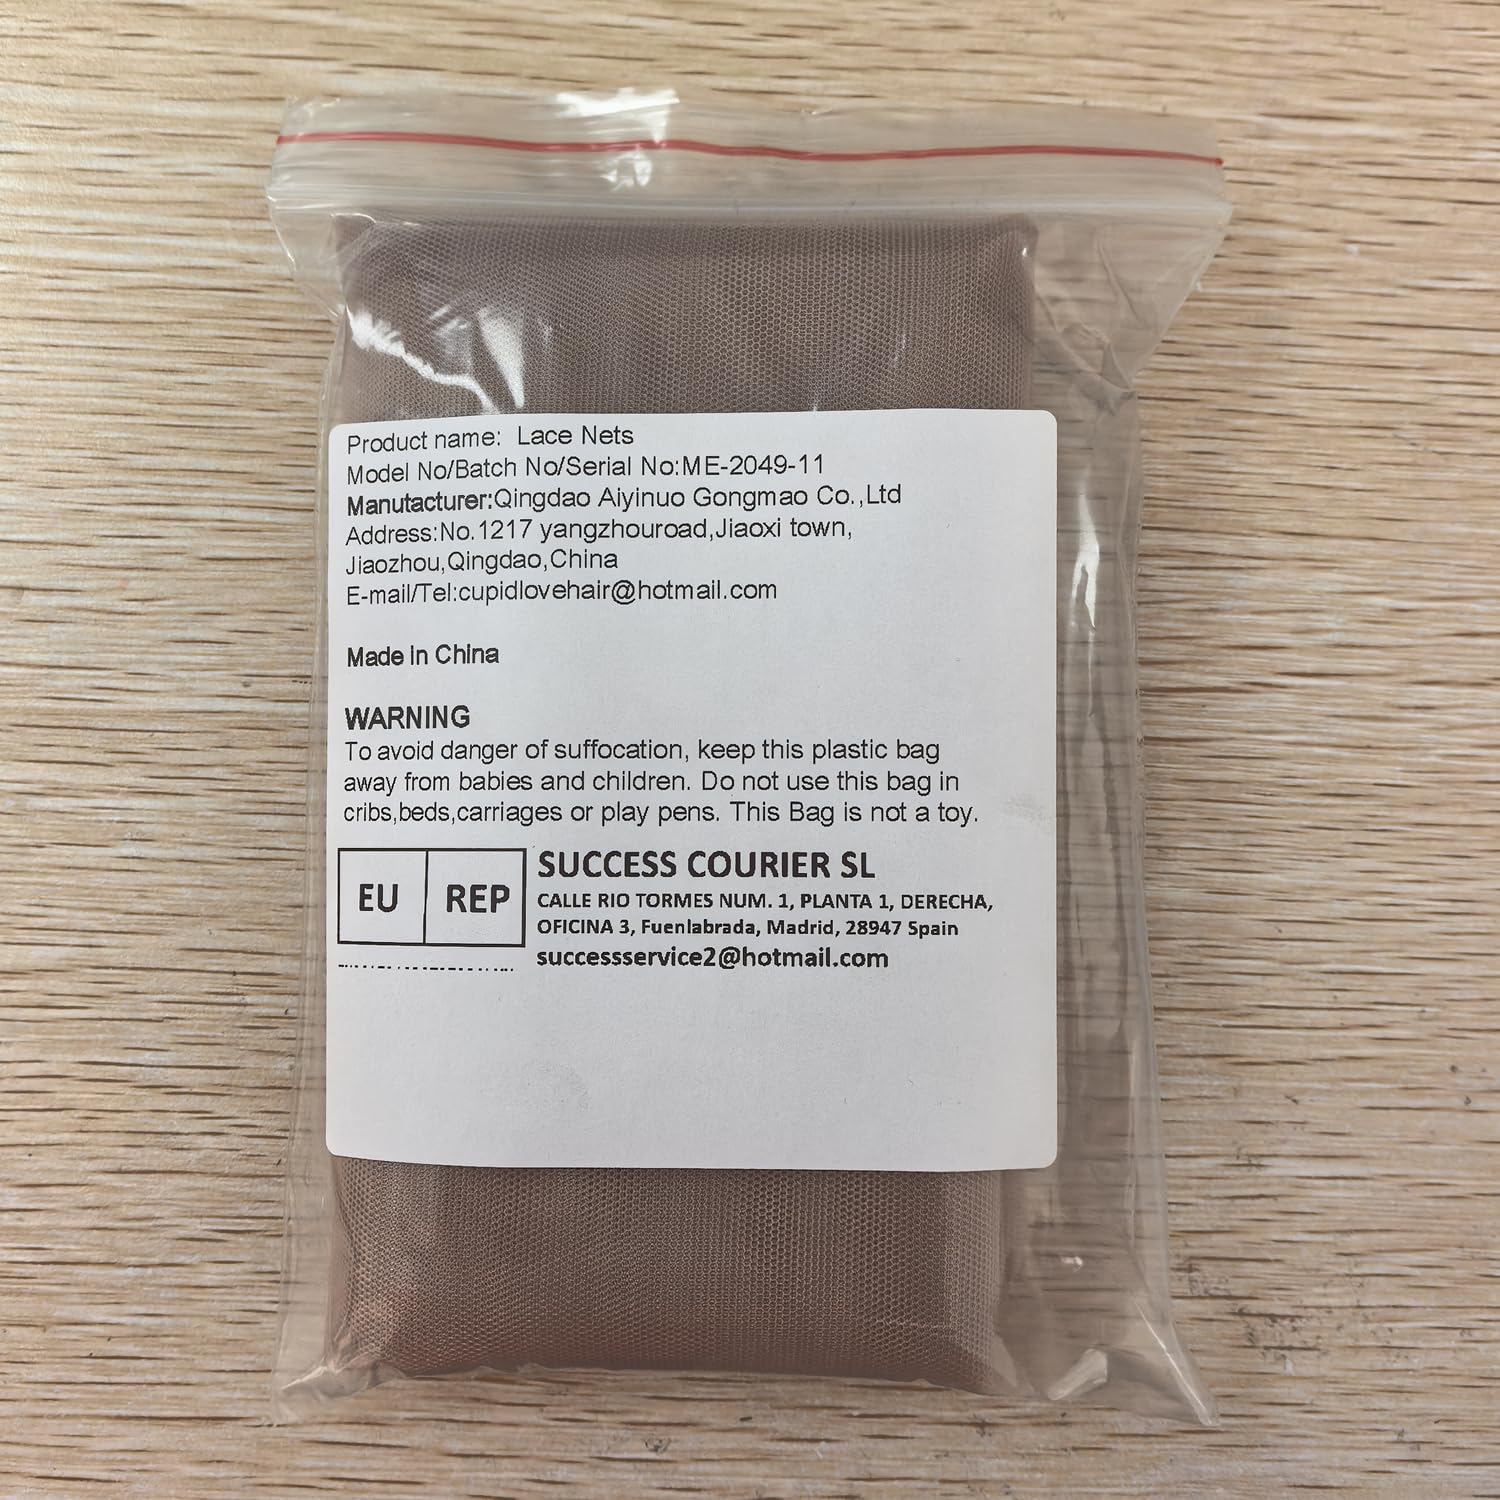 Product name: Lace Nets
Model No/Batch No/Serial No:ME-2049-11
Manutacturer:Qingdao Aiyinuo Gongmao Co.,Ltd
Address:No.1217 yangzhouroad,Jiaoxi town,
Jiaozhou,Qingdao,China
E-mail/Tel:cupidlovehair@hotmail.com
Made in China
WARNING
To avoid danger of suffocation, keep this plastic bag
away from babies and children. Do not use this bag in
cribs,beds,carriages or play pens. This Bag is not a toy.
EU REP
SUCCESS COURIER SL
CALLE RIO TORMES NUM. 1, PLANTA 1, DERECHA,
OFICINA 3, Fuenlabrada, Madrid, 28947 Spain
successservice2@hotmail.com